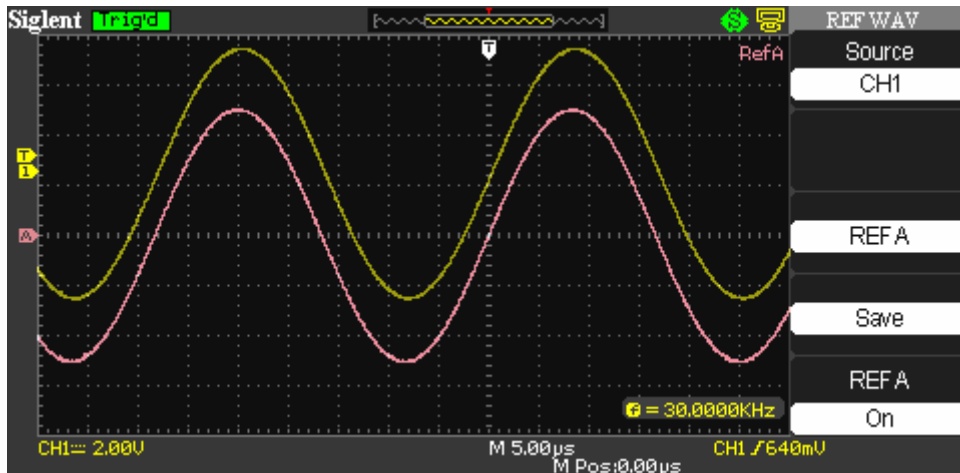 Siglent Trig'd S REF WAV
T RefA Source
CH1
T
1
A
REF A
Save
REF A
f = 30.0000KHz On
CH1 2.00V M 5.00µs CH1 640mV
M Pos:0.00µs